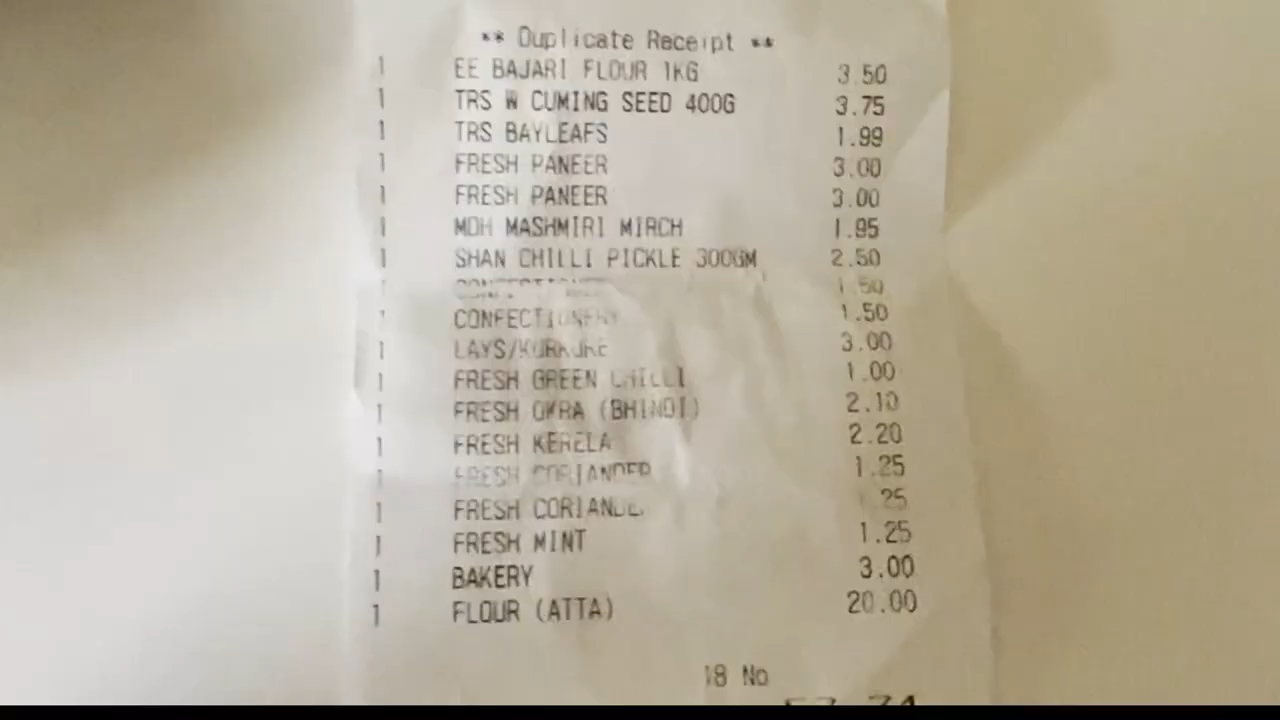 ** Duplicate Receipt **
1 EE BAJARI FLOUR 1KG 3.50
1 TRS W CUMING SEED 400G 3.75
1 TRS BAYLEAFS 1.99
1 FRESH PANEER 3.00
1 FRESH PANEER 3.00
1 MDH MASHMIRI MIRCH 1.95
1 SHAN CHILLI PICKLE 300GM 2.50
1 1.50
1 CONFECTIONERY 1.50
1 LAYS/KURKURE 3.00
1 FRESH GREEN CHILLI 1.00
1 FRESH OKRA (BHINDI) 2.10
1 FRESH KERELA 2.20
1 FRESH CORIANDER 1.25
1 FRESH .25
1 FRESH MINT 1.25
1 BAKERY 3.00
1 FLOUR (ATTA) 20.00
18 No